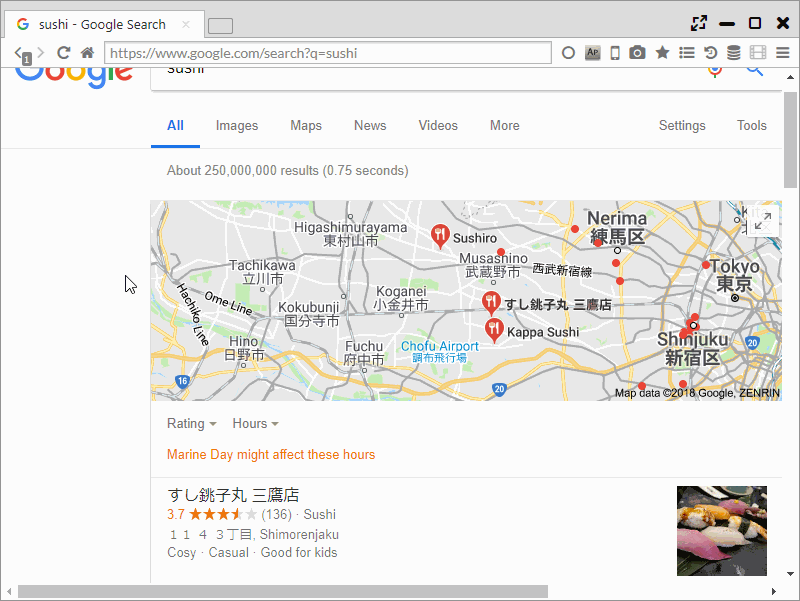 sushi - Google Search
1
https://www.google.com/search?q=sushi
AP
Google
sushi
All Images Maps News Videos More Settings Tools
About 250,000,000 results (0.75 seconds)
Higashimurayama
東村山市
Sushiro
Nerima
練馬区
Musashino
武蔵野市
西武新宿線
Tachikawa
立川市
Tokyo
東京
Koganei
小金井市
Hachiko Line
Ome Line
Kokubunji
国分寺市
すし銚子丸 三鷹店
Kappa Sushi
Hino
日野市
Fuchu
府中市
Chofu Airport
調布飛行場
Shinjuku
新宿区
20
16
20
Map data ©2018 Google, ZENRIN
Rating Hours
Marine Day might affect these hours
すし銚子丸 三鷹店
3.7 (136) · Sushi
１１ ４ ３丁目, Shimorenjaku
Cosy · Casual · Good for kids